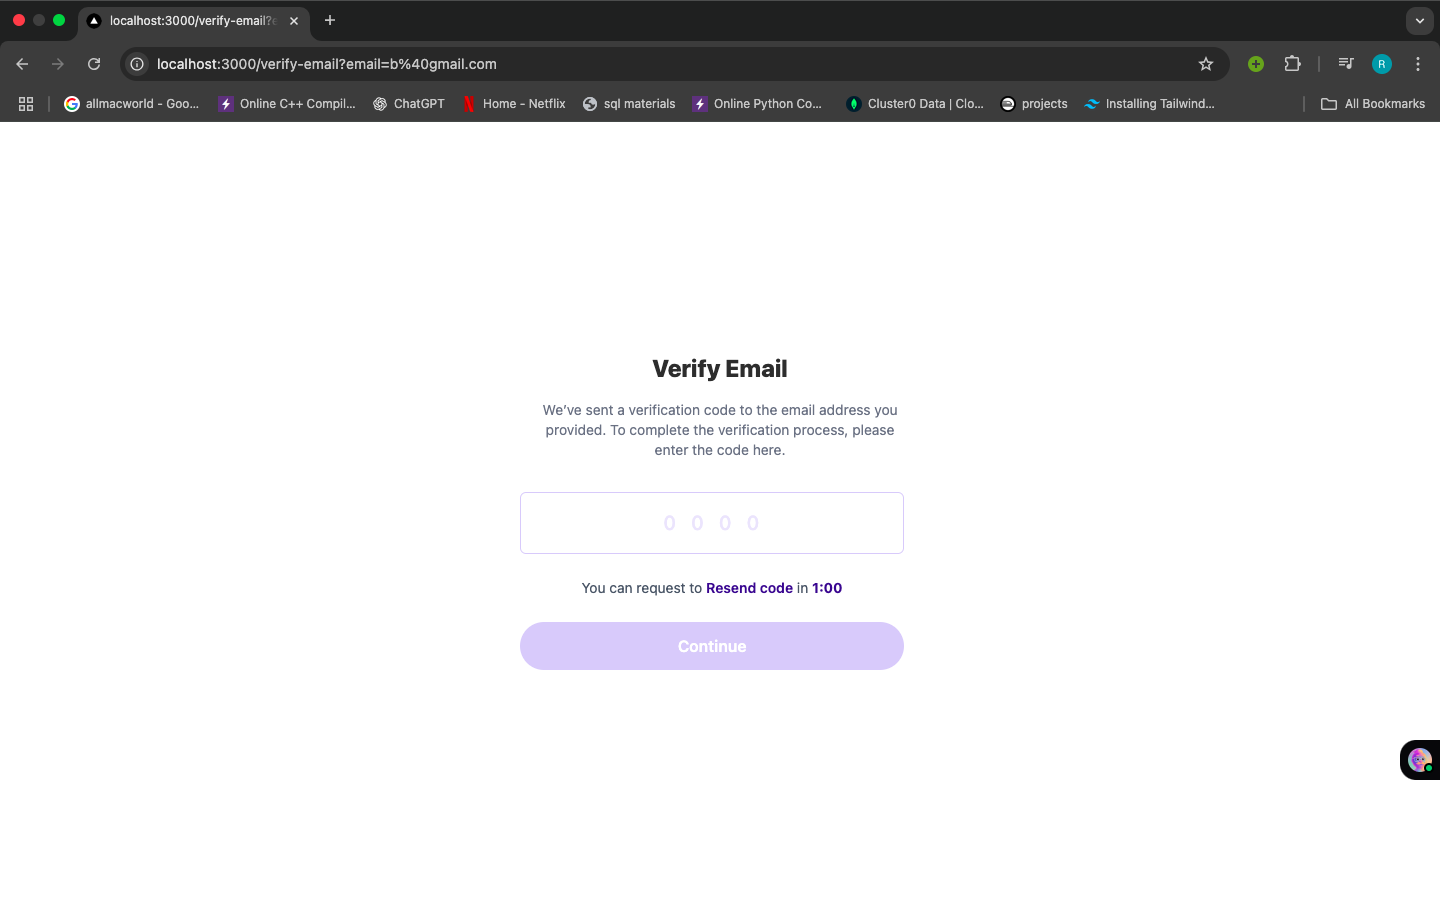 localhost:3000/verify-email?e
localhost:3000/verify-email?email=b%40gmail.com
R
allmacworld - Goo...
Online C++ Compil...
ChatGPT
Home - Netflix
sql materials
Online Python Co...
Cluster0 Data | Clo...
projects
Installing Tailwind...
All Bookmarks
Verify Email
We’ve sent a verification code to the email address you
provided. To complete the verification process, please
enter the code here.
0 0 0 0
You can request to Resend code in 1:00
Continue